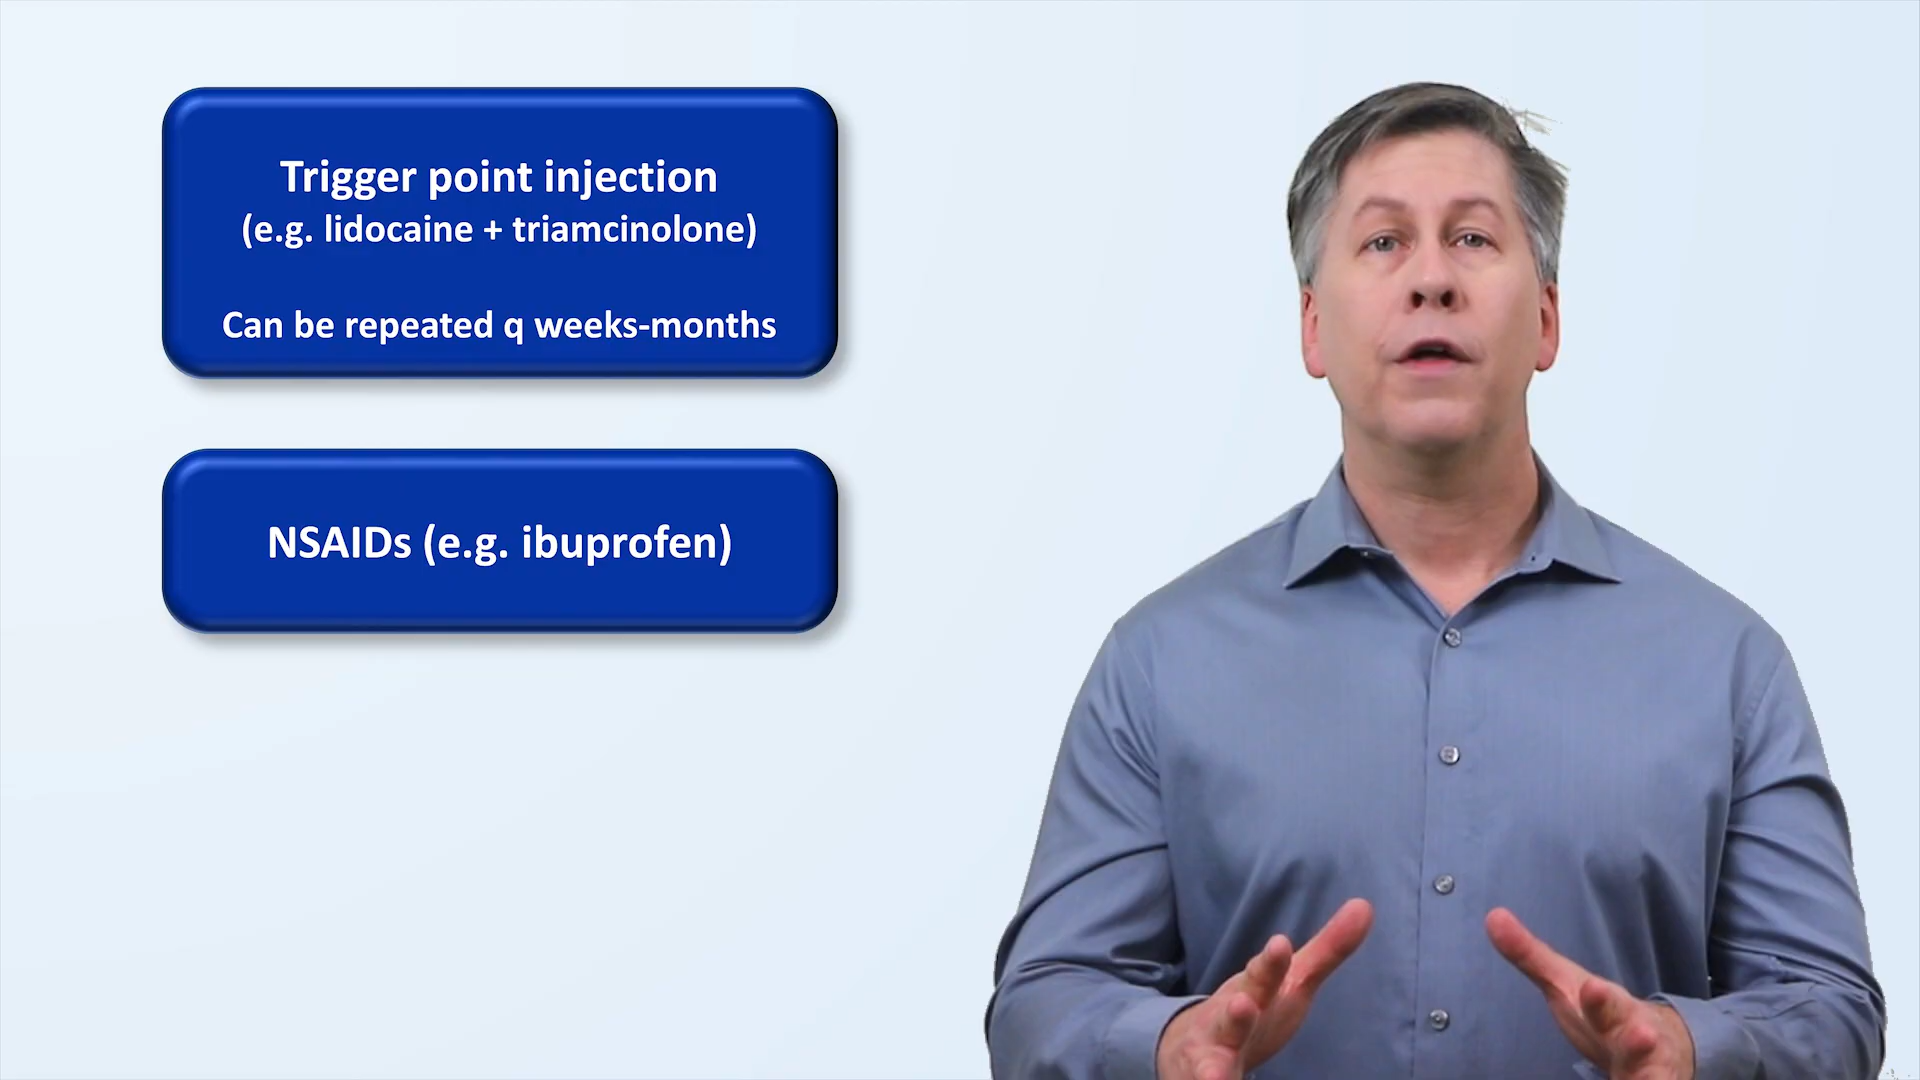 Trigger point injection
(e.g. lidocaine + triamcinolone)
Can be repeated q weeks-months
NSAIDs (e.g. ibuprofen)